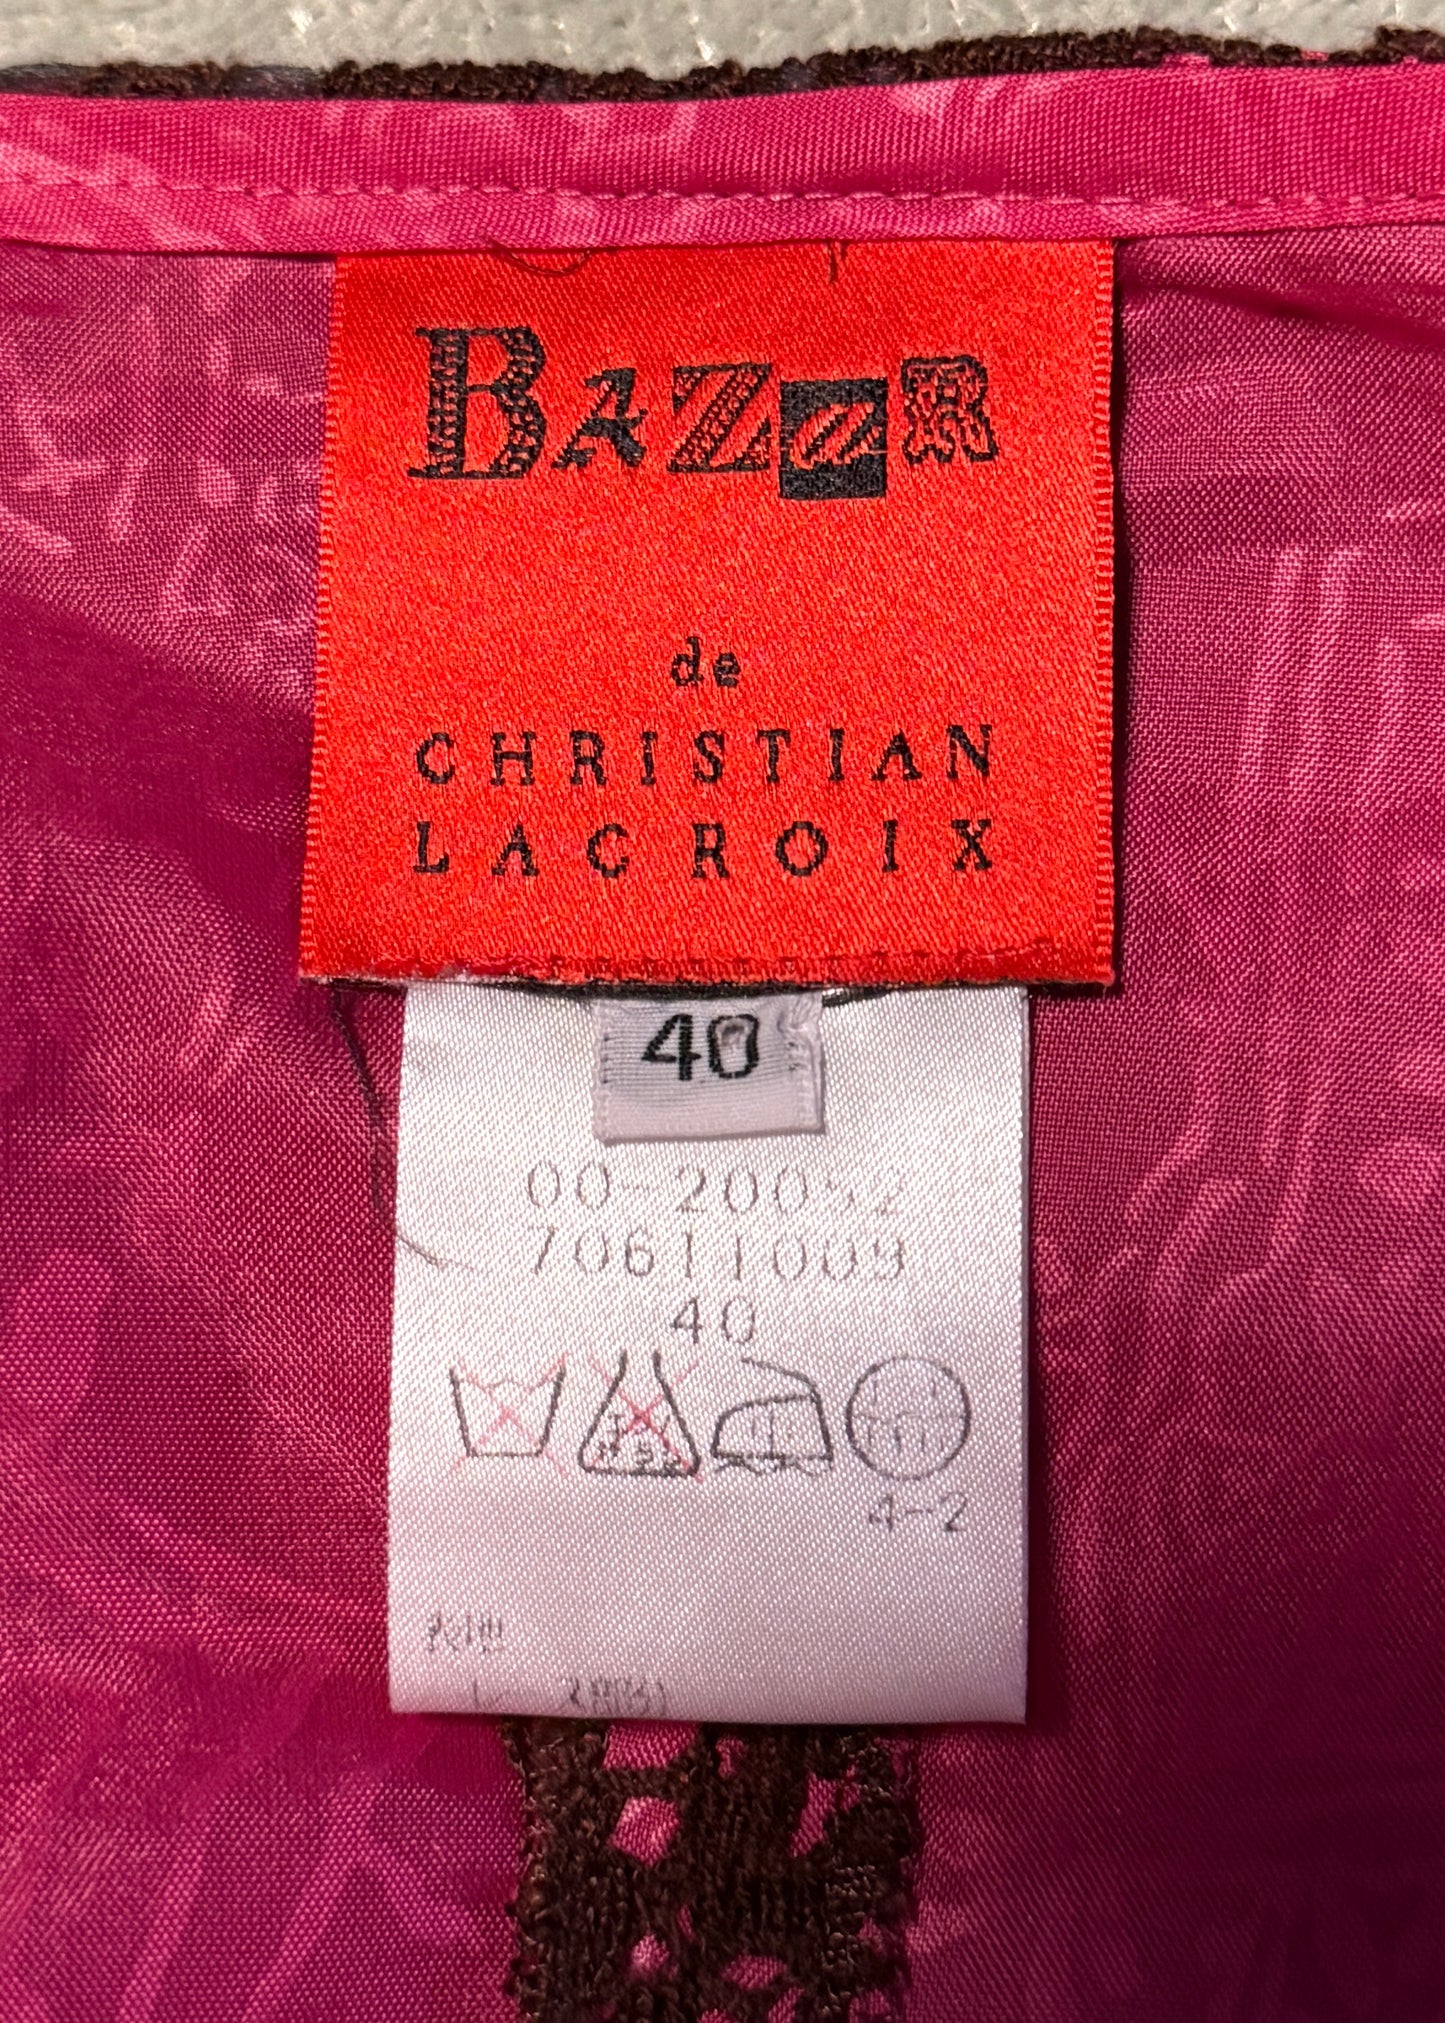 BAZaR
de
CHRISTIAN
LACROIX
40
00-20052
70611009
40
4-2